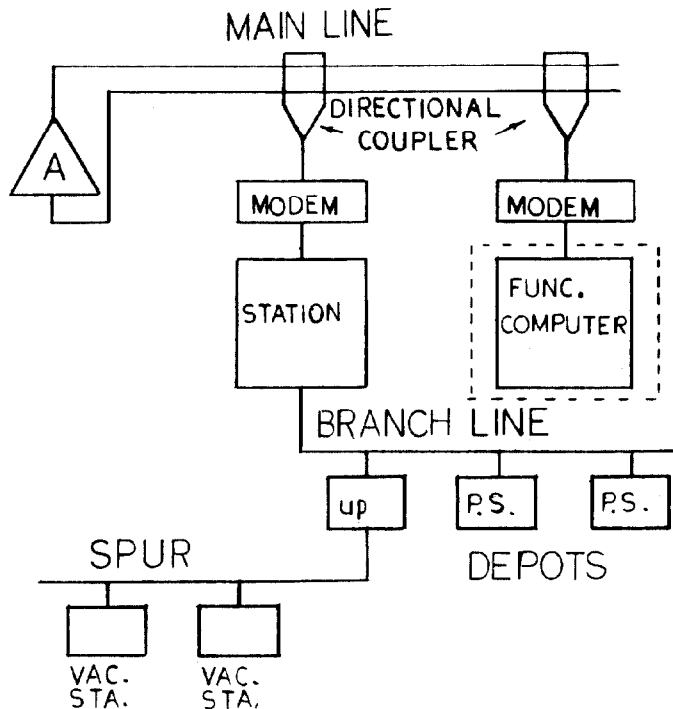 MAIN LINE
DIRECTIONAL
COUPLER
A
MODEM
MODEM
STATION
FUNC.
COMPUTER
BRANCH LINE
up
P.S.
P.S.
SPUR
DEPOTS
VAC.
STA.
VAC.
STA.